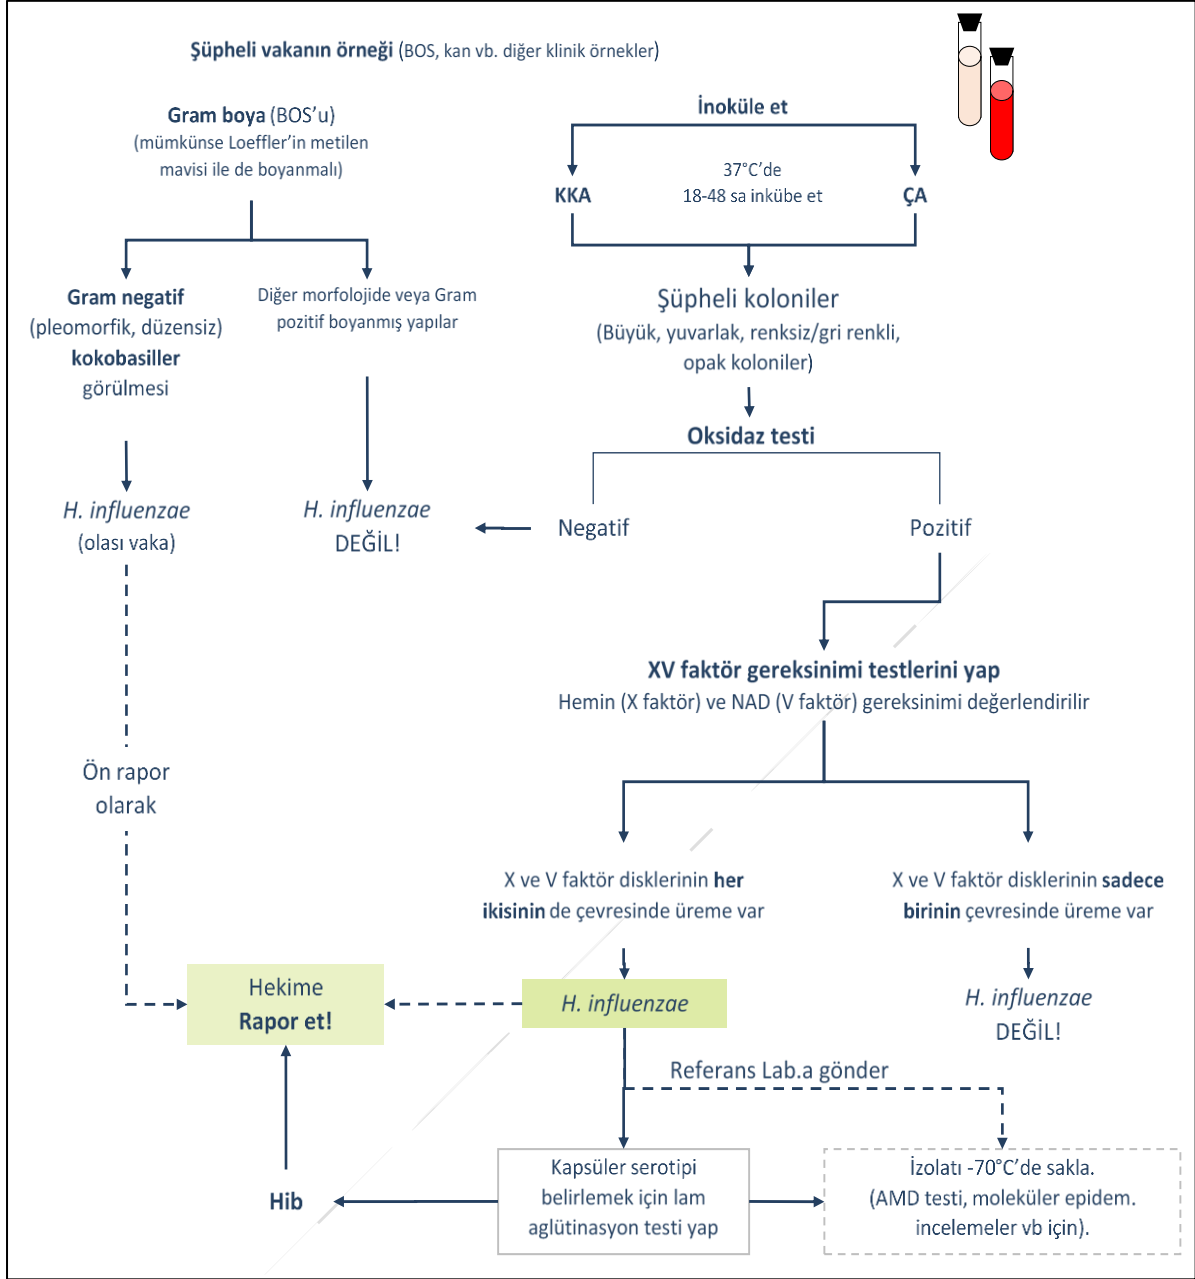 Şüpheli vakanın örneği (BOS, kan vb. diğer klinik örnekler)
Gram boya (BOS’u)
(mümkünse Loeffler’in metilen
mavisi ile de boyanmalı)
İnoküle et
37°C’de
18-48 sa inkübe et
KKA
ÇA
Gram negatif
(pleomorfik, düzensiz)
kokobasiller
görülmesi
Diğer morfolojide veya Gram
pozitif boyanmış yapılar
Şüpheli koloniler
(Büyük, yuvarlak, renksiz/gri renkli,
opak koloniler)
Oksidaz testi
H. influenzae
(olası vaka)
H. influenzae
DEĞİL!
Negatif
Pozitif
XV faktör gereksinimi testlerini yap
Hemin (X faktör) ve NAD (V faktör) gereksinimi değerlendirilir
Ön rapor
olarak
X ve V faktör disklerinin her
ikisinin de çevresinde üreme var
X ve V faktör disklerinin sadece
birinin çevresinde üreme var
Hekime
Rapor et!
H. influenzae
H. influenzae
DEĞİL!
Referans Lab.a gönder
Hib
Kapsüler serotipi
belirlemek için lam
aglütinasyon testi yap
İzolatı -70°C’de sakla.
(AMD testi, moleküler epidem.
incelemeler vb için).